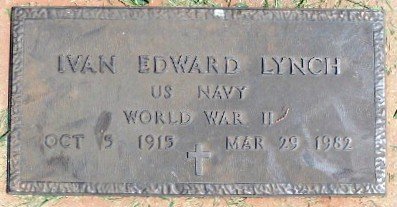 IVAN EDWARD LYNCH
US NAVY
WORLD WAR II
OCT 5 1915 MAR 29 1982